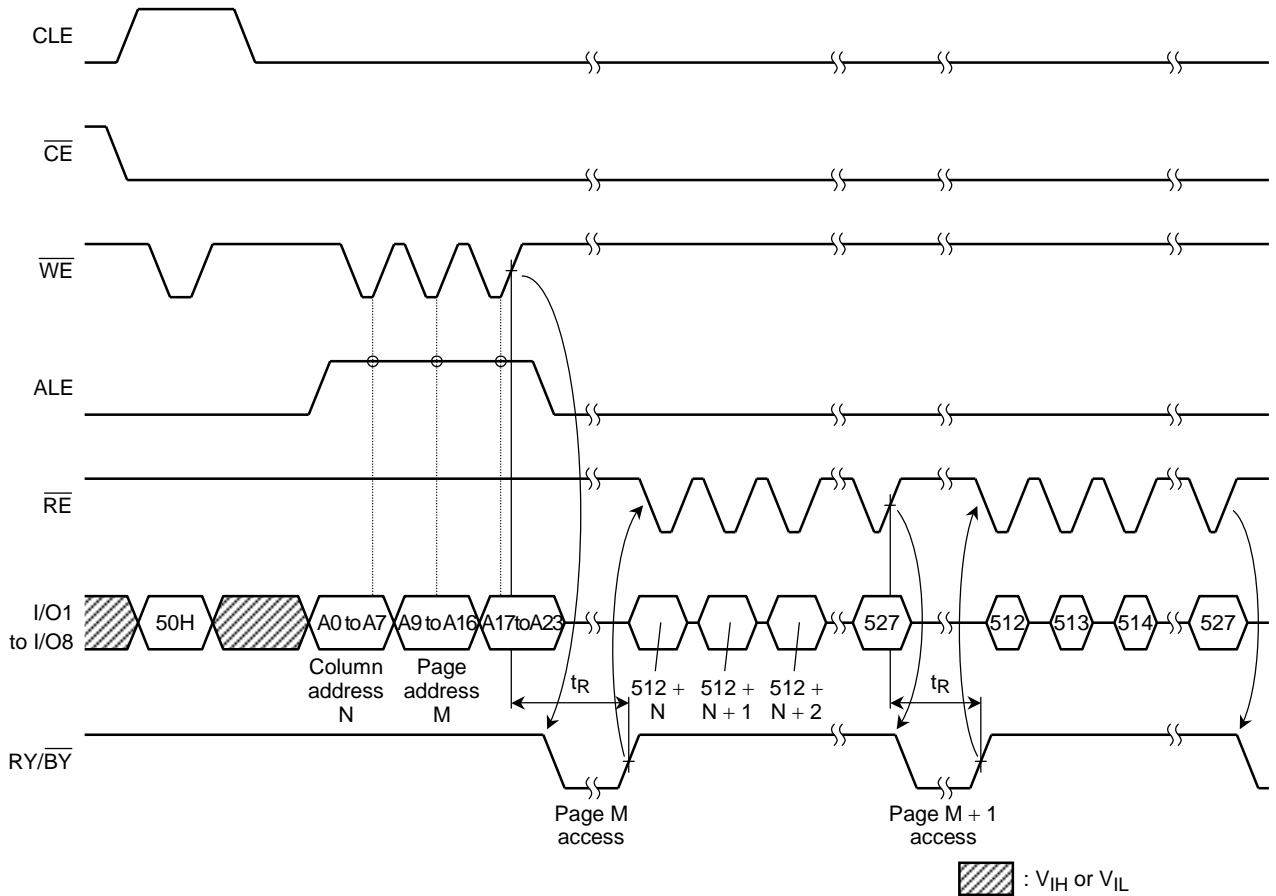 CLE
CE
WE
ALE
RE
I/O1
to I/O8
50H
A0 to A7
A9 to A16
A17 to A23
527
512
513
514
527
Column
address
N
Page
address
M
tR
512 +
N
512 +
N + 1
512 +
N + 2
tR
RY/BY
Page M
access
Page M + 1
access
: VIH or VIL